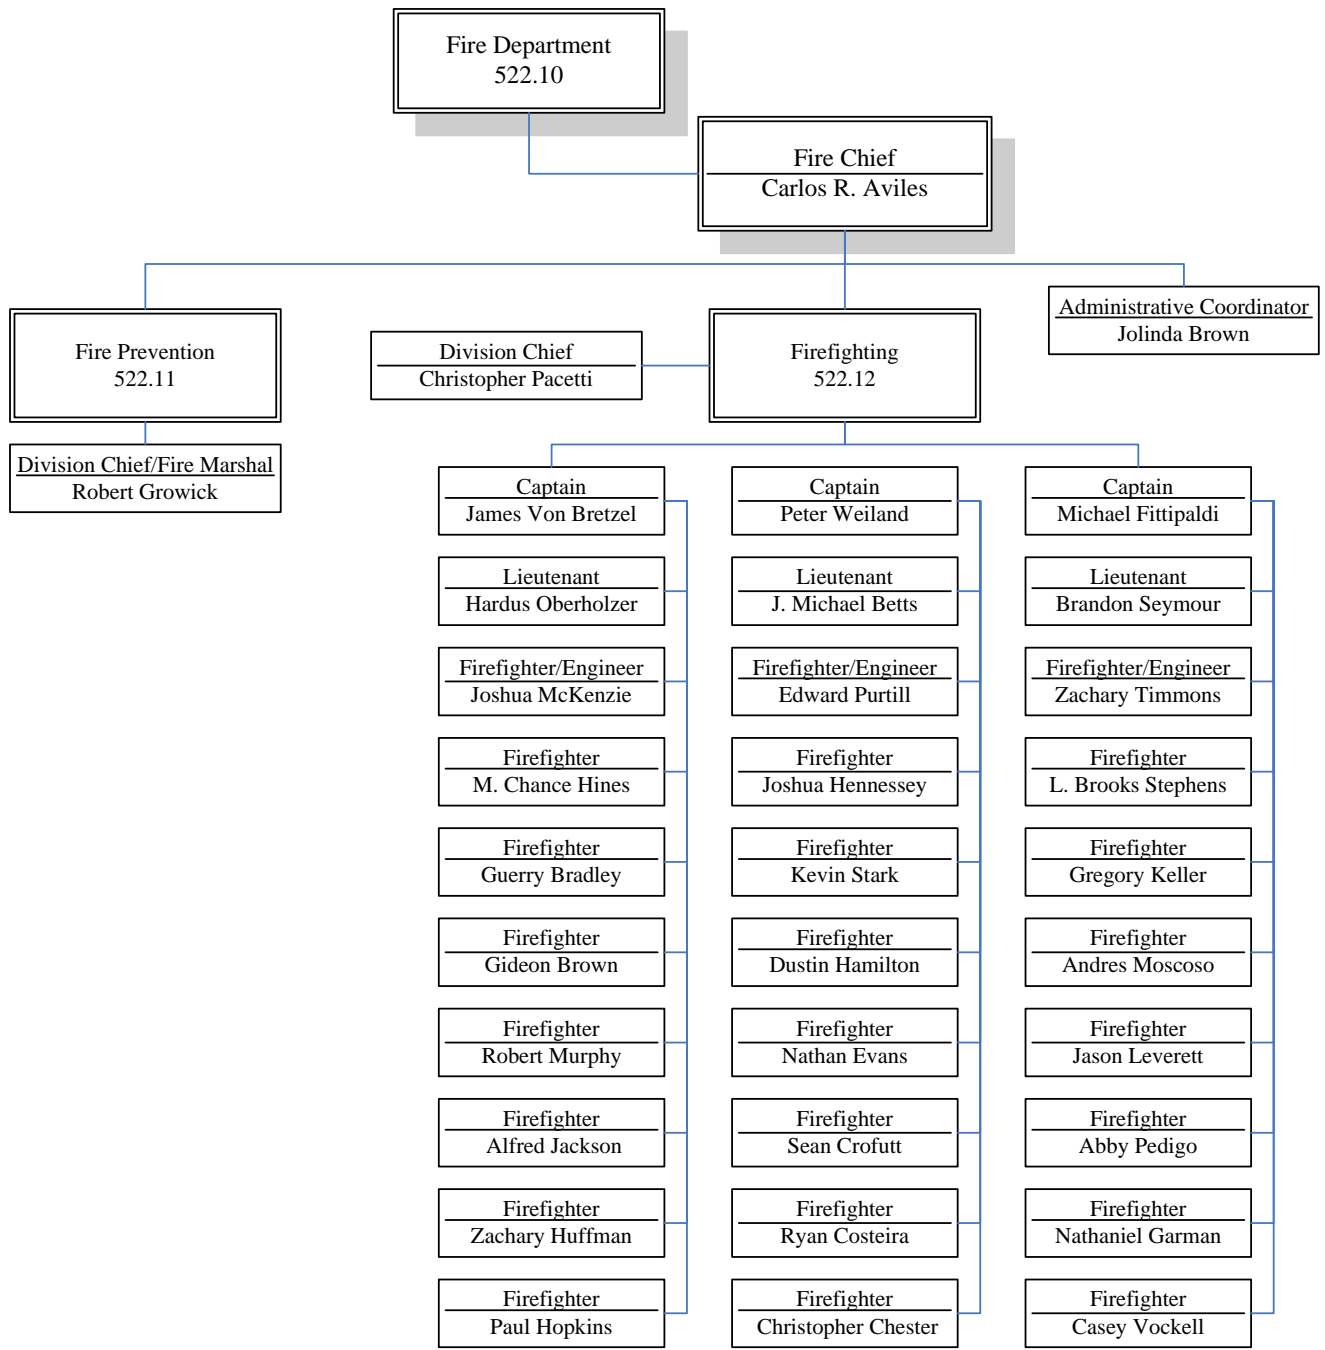 Fire Department
522.10
Fire Chief
Carlos R. Aviles
Administrative Coordinator
Jolinda Brown
Fire Prevention
522.11
Division Chief
Christopher Pacetti
Firefighting
522.12
Division Chief/Fire Marshal
Robert Growick
Captain
James Von Bretzel
Lieutenant
Hardus Oberholzer
Firefighter/Engineer
Joshua McKenzie
Firefighter
M. Chance Hines
Firefighter
Guerry Bradley
Firefighter
Gideon Brown
Firefighter
Robert Murphy
Firefighter
Alfred Jackson
Firefighter
Zachary Huffman
Firefighter
Paul Hopkins
Captain
Peter Weiland
Lieutenant
J. Michael Betts
Firefighter/Engineer
Edward Purtill
Firefighter
Joshua Hennessey
Firefighter
Kevin Stark
Firefighter
Dustin Hamilton
Firefighter
Nathan Evans
Firefighter
Sean Crofutt
Firefighter
Ryan Costeira
Firefighter
Christopher Chester
Captain
Michael Fittipaldi
Lieutenant
Brandon Seymour
Firefighter/Engineer
Zachary Timmons
Firefighter
L. Brooks Stephens
Firefighter
Gregory Keller
Firefighter
Andres Moscoso
Firefighter
Jason Leverett
Firefighter
Abby Pedigo
Firefighter
Nathaniel Garman
Firefighter
Casey Vockell